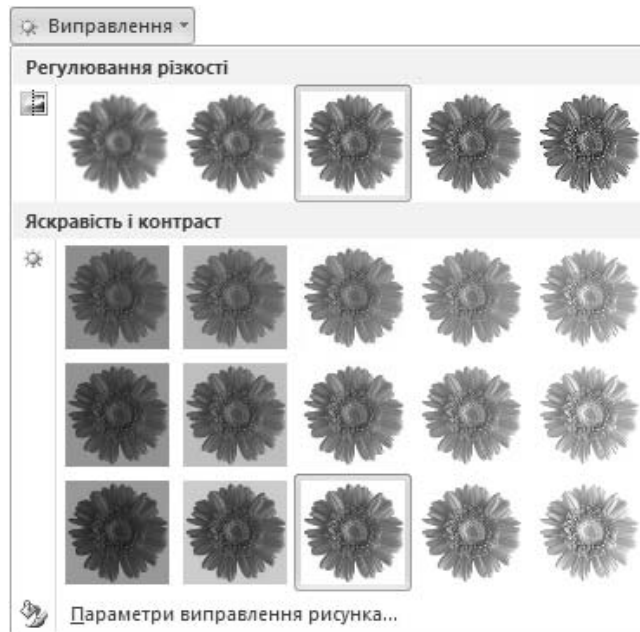 Виправлення
Регулювання різкості
Яскравість і контраст
Параметри виправлення рисунка...